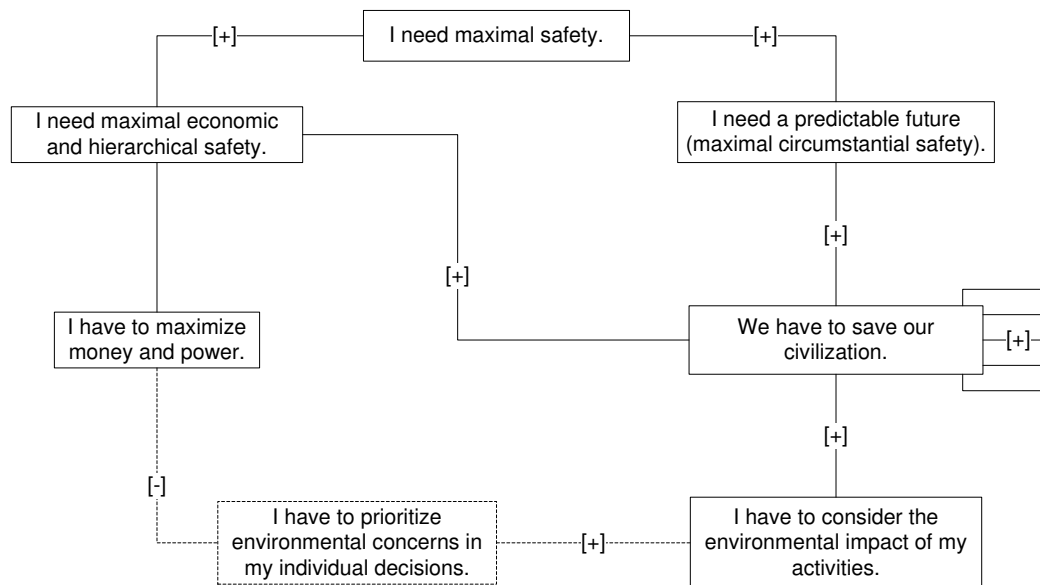 [+]
I need maximal safety.
[+]
I need maximal economic
and hierarchical safety.
I need a predictable future
(maximal circumstantial safety).
[+]
[+]
I have to maximize
money and power.
We have to save our
civilization.
[+]
[+]
[-]
I have to prioritize
environmental concerns in
my individual decisions.
[+]
I have to consider the
environmental impact of my
activities.